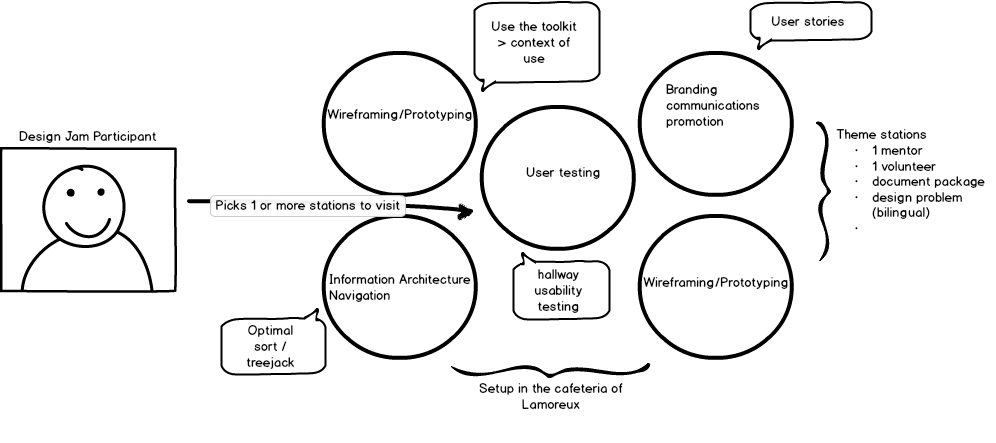 User stories
Use the toolkit
> context of
use
Branding
communications
promotion
Wireframing/Prototyping
Design Jam Participant
User testing
Theme stations
· 1 mentor
· 1 volunteer
· document package
· design problem
(bilingual)
·
Picks 1 or more stations to visit
Information Architecture
Navigation
hallway
usability
testing
Wireframing/Prototyping
Optimal
sort /
treejack
Setup in the cafeteria of
Lamoreux